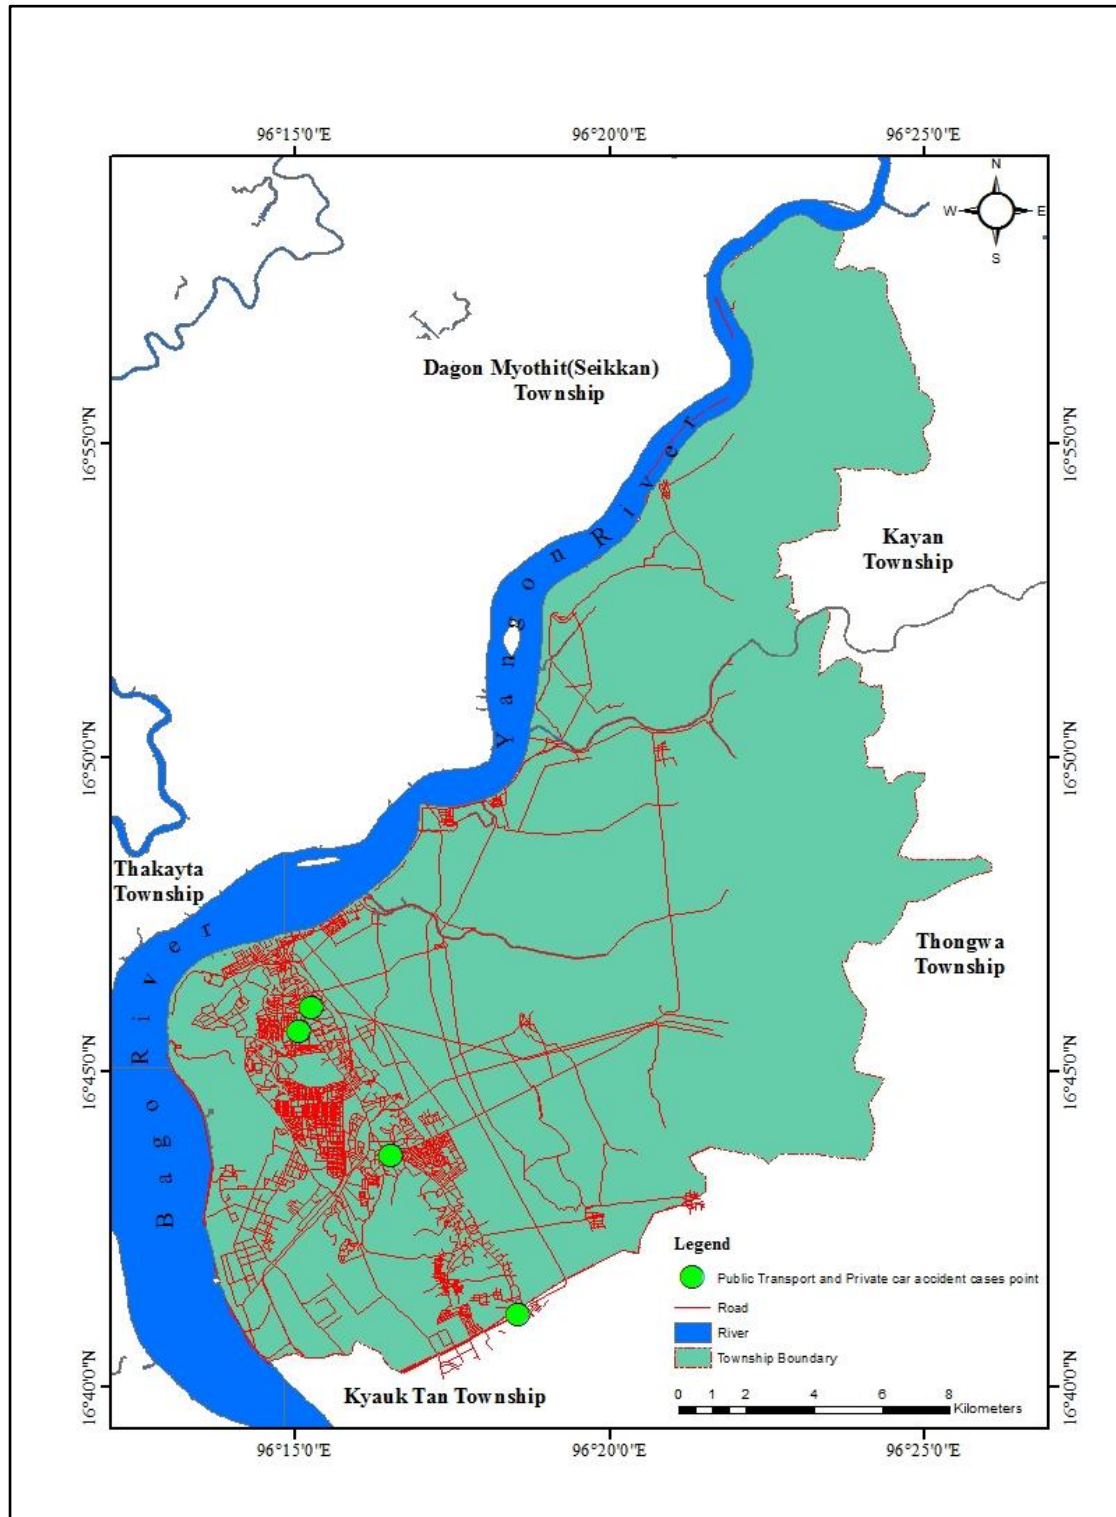 96°15'0"E
96°20'0"E
96°25'0"E
N
W
E
S
Dagon Myothit(Seikkan)
Township
16°55'0"N
16°55'0"N
Kayan
Township
Yangon River
16°50'0"N
16°50'0"N
Thakayta
Township
Thongwa
Township
Bago River
16°45'0"N
16°45'0"N
Legend
Public Transport and Private car accident cases point
Road
River
Township Boundary
16°40'0"N
16°40'0"N
Kyauk Tan Township
0 1 2 4 6 8
Kilometers
96°15'0"E
96°20'0"E
96°25'0"E